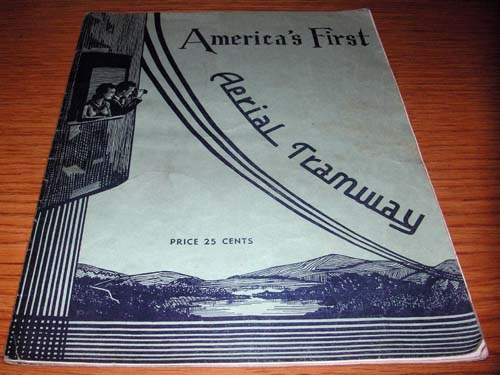 America's First
Aerial Tramway
PRICE 25 CENTS